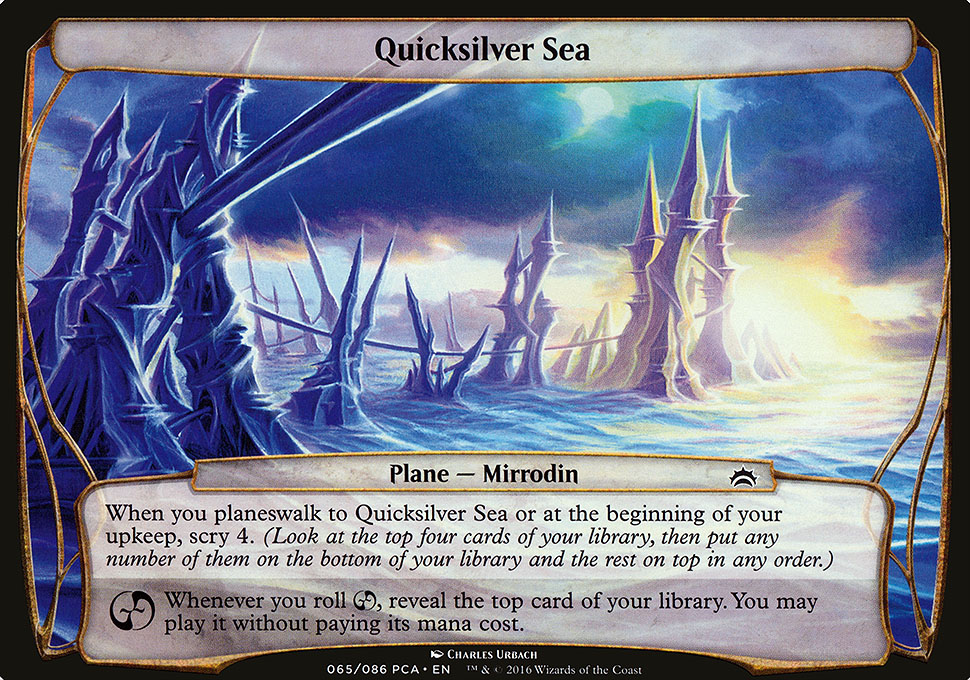 Quicksilver Sea
Plane — Mirrodin
When you planeswalk to Quicksilver Sea or at the beginning of your
upkeep, scry 4. (Look at the top four cards of your library, then put any
number of them on the bottom of your library and the rest on top in any order.)
Whenever you roll , reveal the top card of your library. You may
play it without paying its mana cost.
Charles Urbach
065/086 PCA • EN ™ & © 2016 Wizards of the Coast